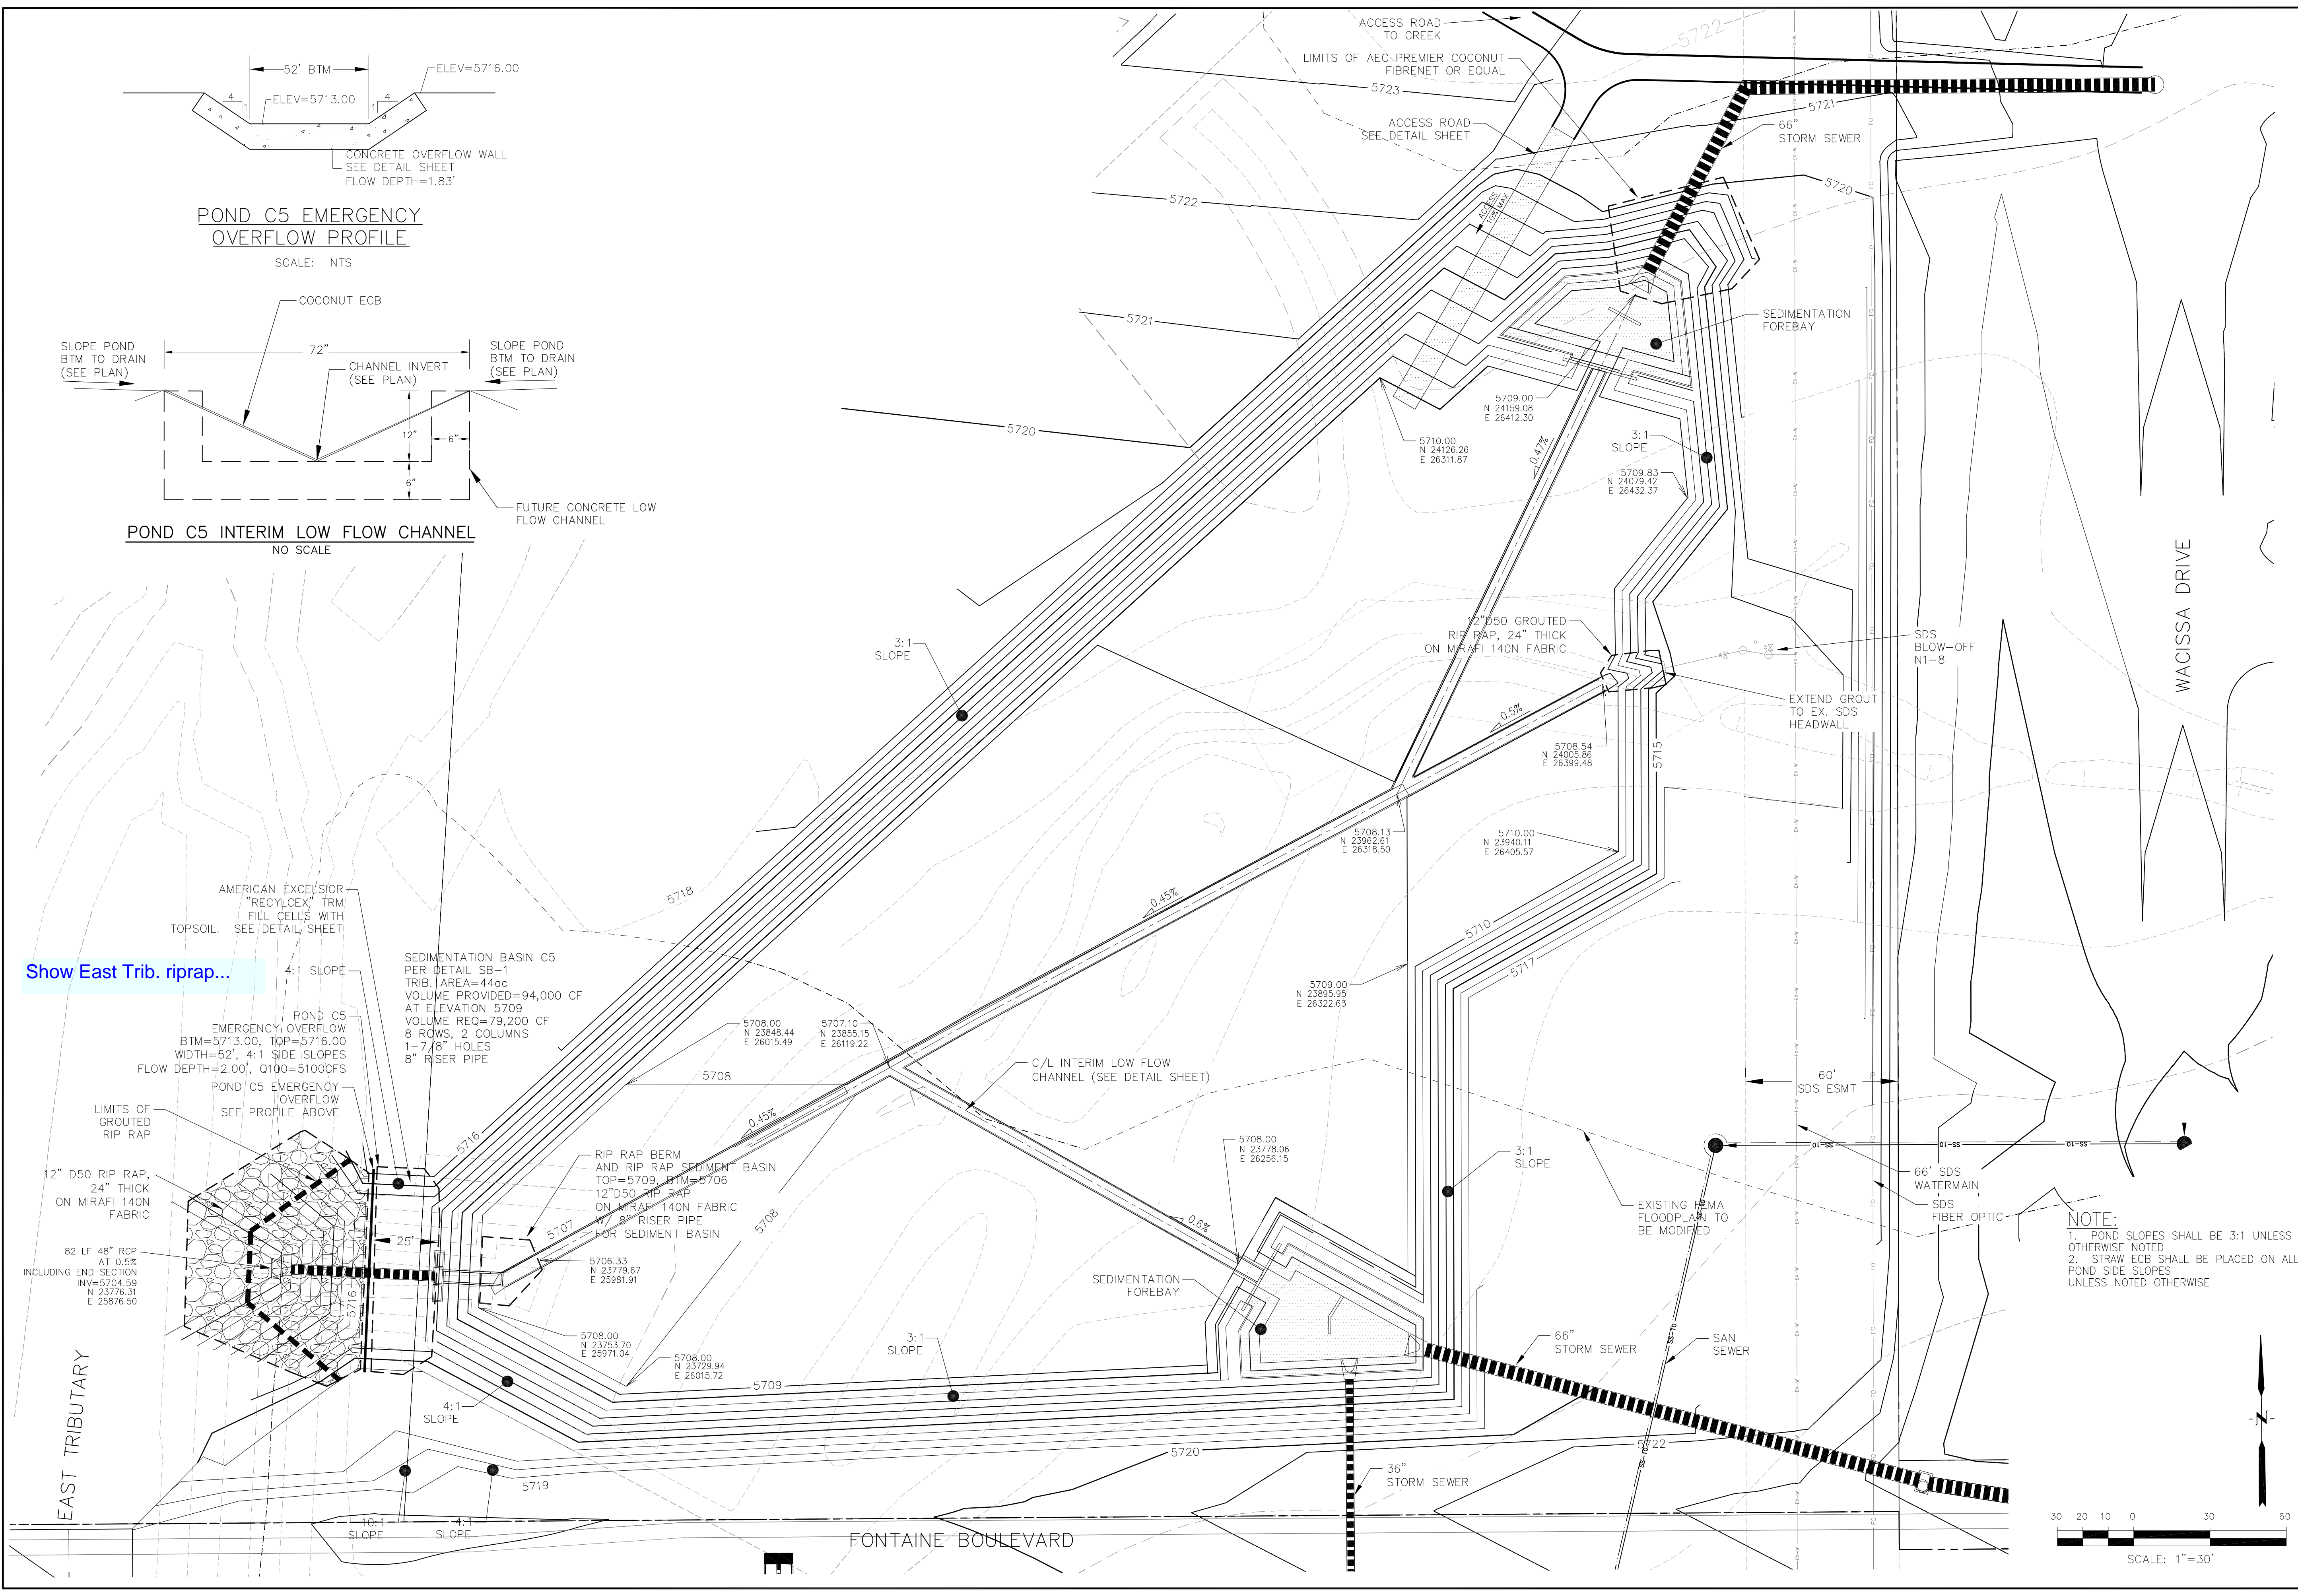 52' BTM
ELEV=5716.00
4
1
ELEV=5713.00
1
4
CONCRETE OVERFLOW WALL
SEE DETAIL SHEET
FLOW DEPTH=1.83'
POND C5 EMERGENCY
OVERFLOW PROFILE
SCALE: NTS
COCONUT ECB
SLOPE POND
BTM TO DRAIN
(SEE PLAN)
72"
CHANNEL INVERT
(SEE PLAN)
SLOPE POND
BTM TO DRAIN
(SEE PLAN)
12"
6"
6"
FUTURE CONCRETE LOW
FLOW CHANNEL
POND C5 INTERIM LOW FLOW CHANNEL
NO SCALE
ACCESS ROAD
TO CREEK
LIMITS OF AEC PREMIER COCONUT
FIBRENET OR EQUAL
5722
5723
5721
ACCESS ROAD
SEE DETAIL SHEET
66"
STORM SEWER
5722
ACCESS
10% MAX
5720
5721
SEDIMENTATION
FOREBAY
5720
5709.00
N 24159.08
E 26412.30
5710.00
N 24126.26
E 26311.87
0.47%
3:1
SLOPE
5709.83
N 24079.42
E 26432.37
3:1
SLOPE
12"D50 GROUTED
RIP RAP, 24" THICK
ON MIRAFI 140N FABRIC
SDS
BLOW-OFF
N1-8
WACISSA DRIVE
EXTEND GROUT
TO EX. SDS
HEADWALL
0.5%
5708.54
N 24005.86
E 26399.48
5715
5708.13
N 23962.61
E 26318.50
5710.00
N 23940.11
E 26405.57
AMERICAN EXCELSIOR
"RECYLCEX" TRM
FILL CELLS WITH
TOPSOIL. SEE DETAIL SHEET
5718
0.45%
5710
5717
Show East Trib. riprap...
4:1 SLOPE
SEDIMENTATION BASIN C5
PER DETAIL SB-1
TRIB. AREA=44ac
VOLUME PROVIDED=94,000 CF
AT ELEVATION 5709
VOLUME REQ=79,200 CF
8 ROWS, 2 COLUMNS
1-7/8" HOLES
8" RISER PIPE
5709.00
N 23895.95
E 26322.63
POND C5
EMERGENCY OVERFLOW
BTM=5713.00, TOP=5716.00
WIDTH=52', 4:1 SIDE SLOPES
FLOW DEPTH=2.00', Q100=5100CFS
5708.00
N 23848.44
E 26015.49
5707.10
N 23855.15
E 26119.22
C/L INTERIM LOW FLOW
CHANNEL (SEE DETAIL SHEET)
5708
60'
SDS ESMT
POND C5 EMERGENCY
OVERFLOW
SEE PROFILE ABOVE
LIMITS OF
GROUTED
RIP RAP
0.45%
5716
12" D50 RIP RAP,
24" THICK
ON MIRAFI 140N
FABRIC
RIP RAP BERM
AND RIP RAP SEDIMENT BASIN
TOP=5709, BTM=5706
12"D50 RIP RAP
ON MIRAFI 140N FABRIC
W/ 8" RISER PIPE
FOR SEDIMENT BASIN
5707
5708
5708.00
N 23778.06
E 26256.15
3:1
SLOPE
SS-10
SS-10
SS-10
66' SDS
WATERMAIN
SDS
FIBER OPTIC
EXISTING FEMA
FLOODPLAIN TO
BE MODIFIED
0.6%
25'
82 LF 48" RCP
AT 0.5%
INCLUDING END SECTION
INV=5704.59
N 23776.31
E 25876.50
5716
5706.33
N 23779.67
E 25981.91
SEDIMENTATION
FOREBAY
NOTE:
1. POND SLOPES SHALL BE 3:1 UNLESS
OTHERWISE NOTED
2. STRAW ECB SHALL BE PLACED ON ALL
POND SIDE SLOPES
UNLESS NOTED OTHERWISE
5708.00
N 23753.70
E 25971.04
5708.00
N 23729.94
E 26015.72
3:1
SLOPE
66"
STORM SEWER
SAN
SEWER
5709
4:1
SLOPE
EAST TRIBUTARY
5720
5722
5719
36"
STORM SEWER
10:1
SLOPE
4:1
SLOPE
FONTAINE BOULEVARD
N
30 20 10 0 30 60
SCALE: 1"=30'